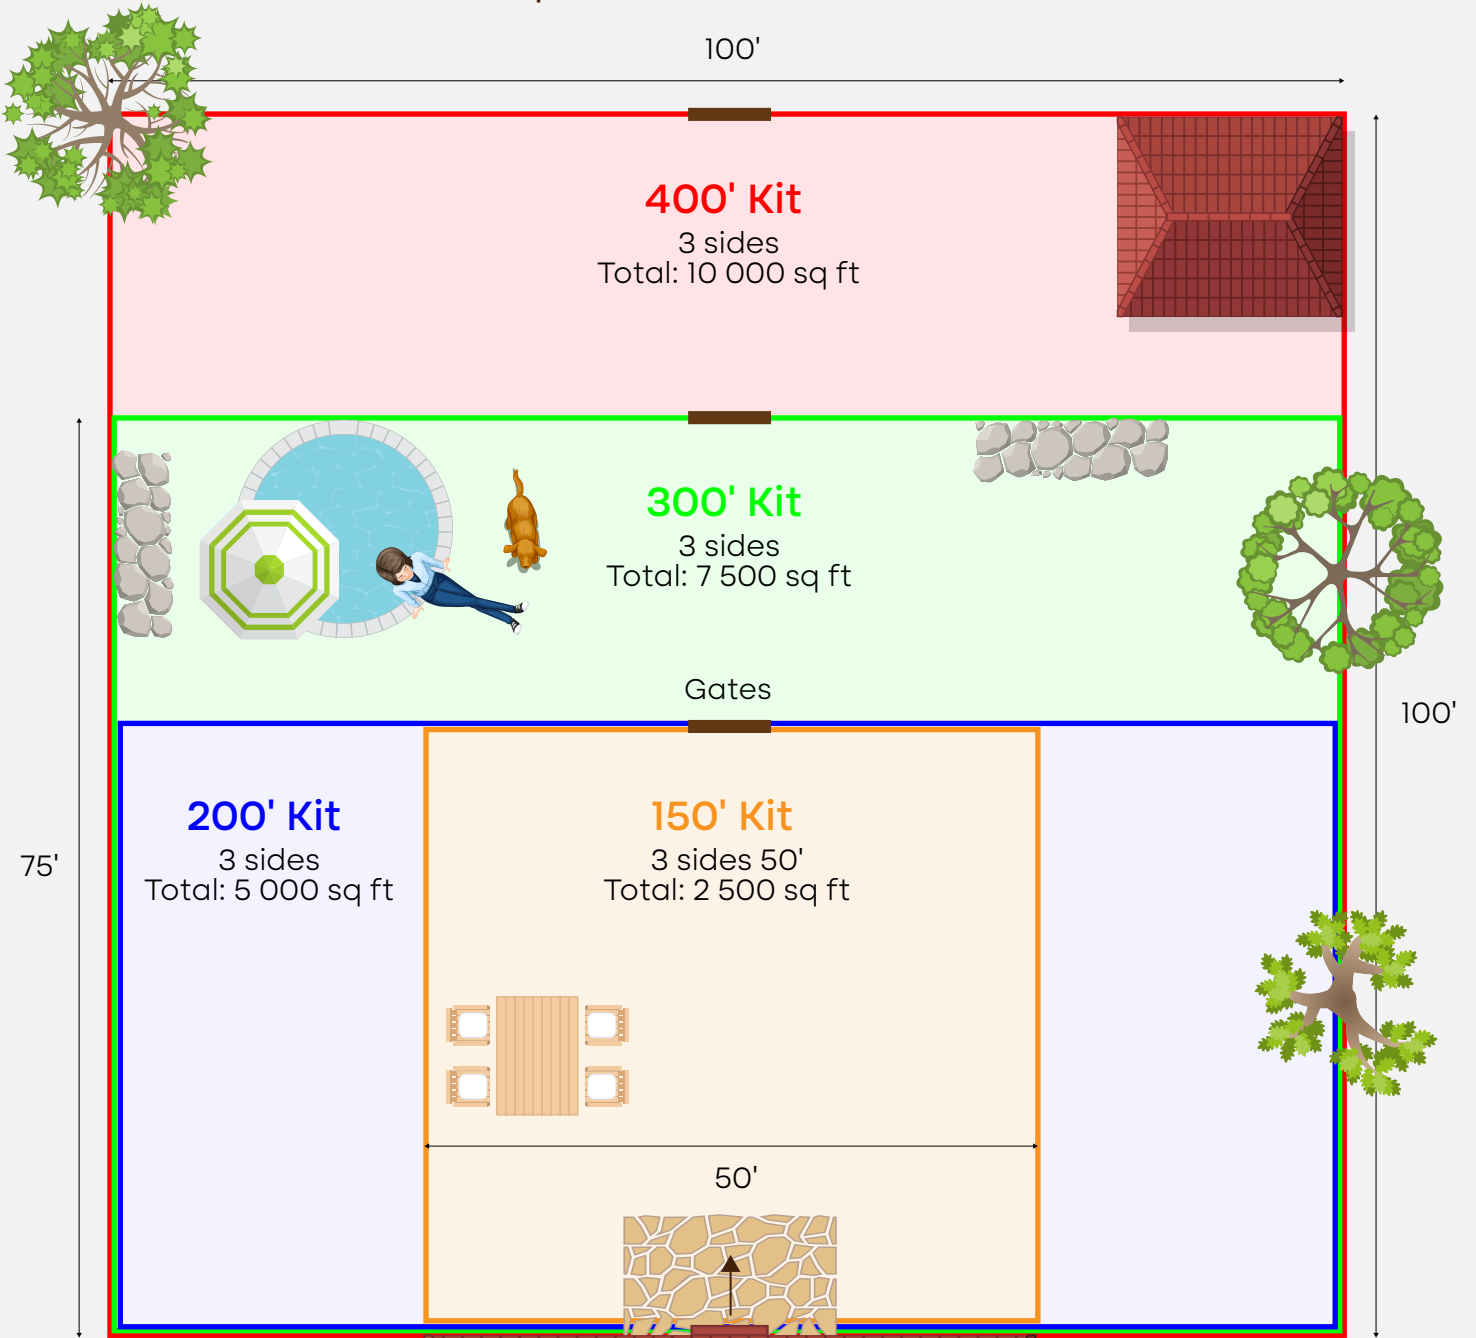 100'
400' Kit
3 sides
Total: 10 000 sq ft
300' Kit
3 sides
Total: 7 500 sq ft
Gates
100'
200' Kit
3 sides
Total: 5 000 sq ft
150' Kit
3 sides 50'
Total: 2 500 sq ft
75'
50'